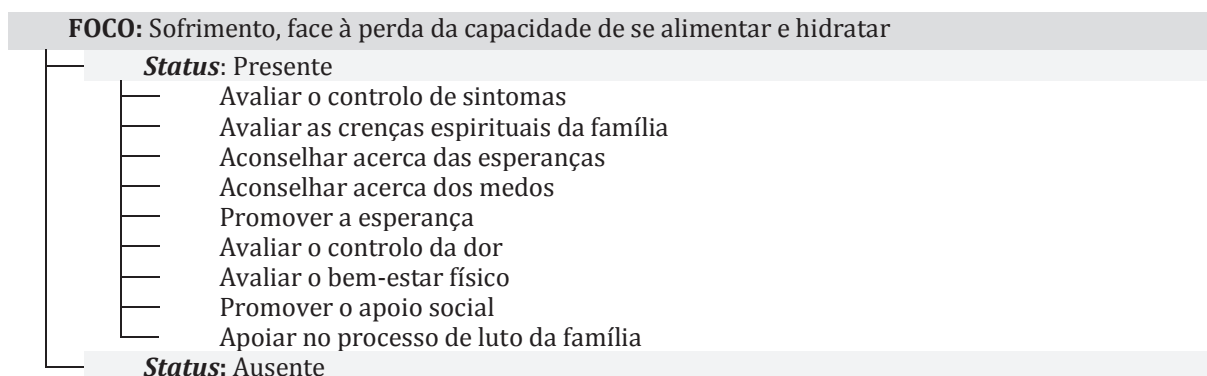 FOCO: Sofrimento, face à perda da capacidade de se alimentar e hidratar
Status: Presente
Avaliar o controlo de sintomas
Avaliar as crenças espirituais da família
Aconselhar acerca das esperanças
Aconselhar acerca dos medos
Promover a esperança
Avaliar o controlo da dor
Avaliar o bem-estar físico
Promover o apoio social
Apoiar no processo de luto da família
Status: Ausente